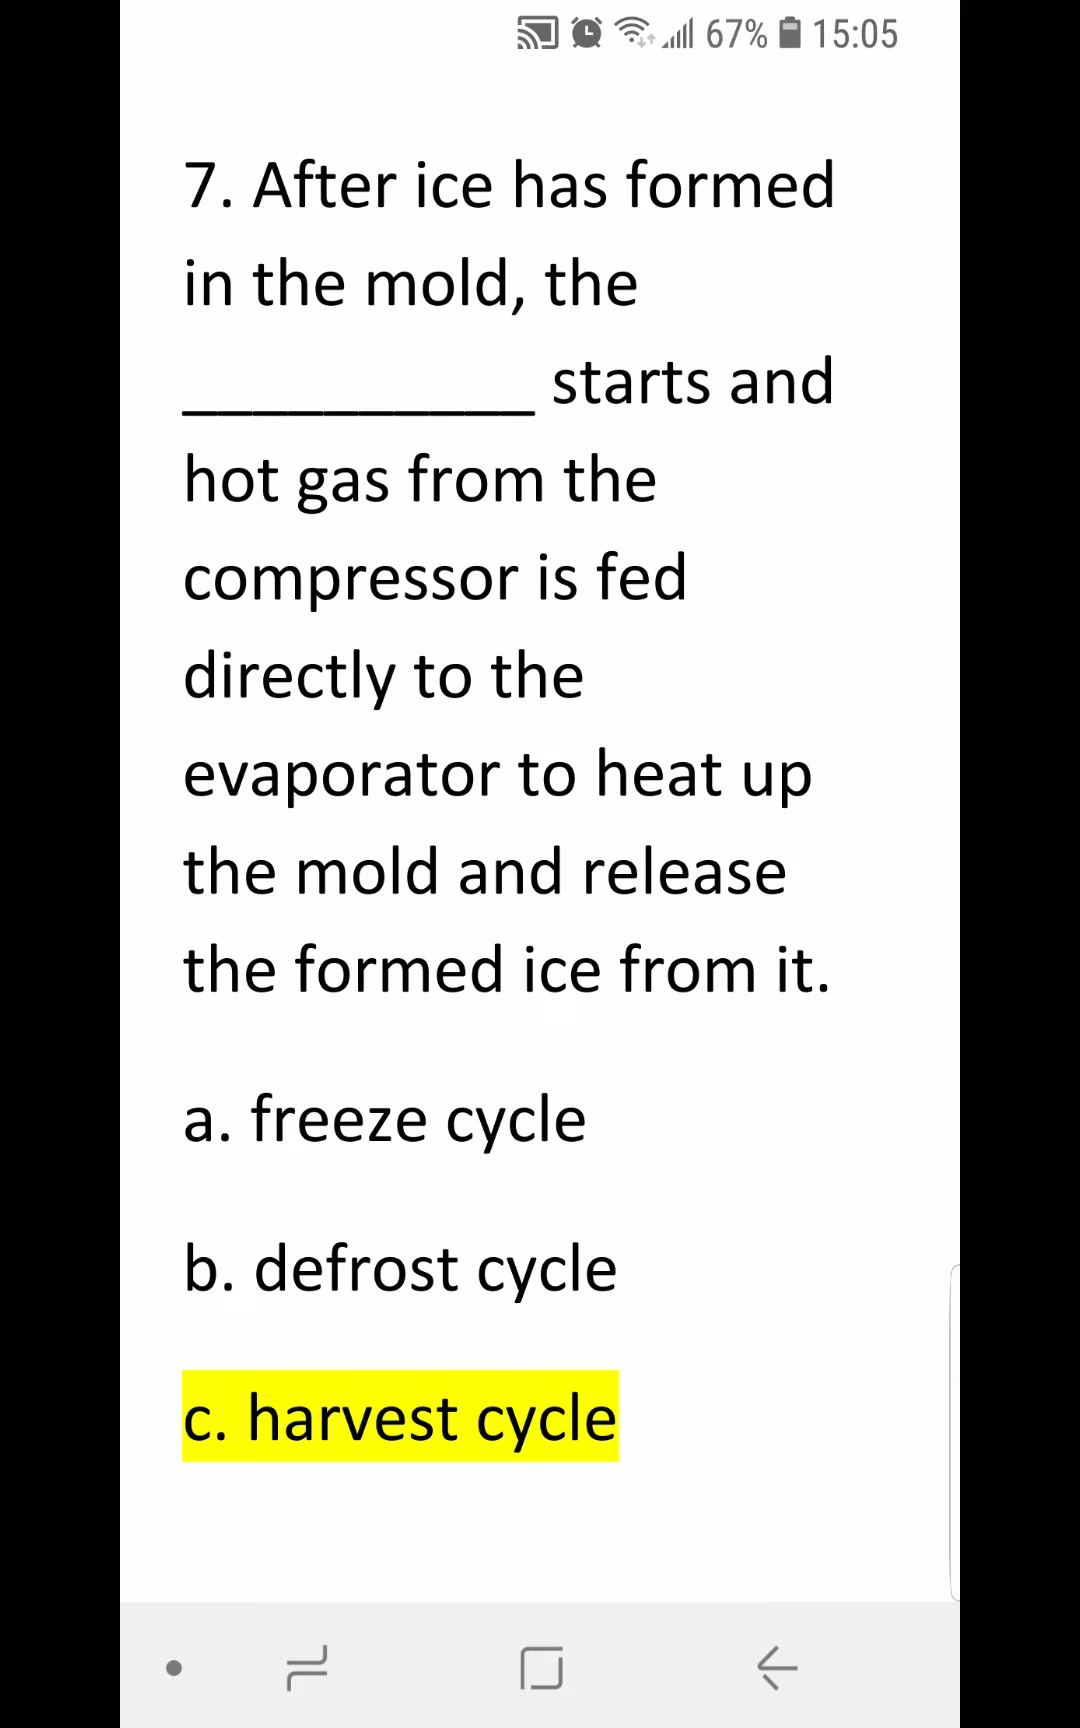 67% 15:05
7. After ice has formed
in the mold, the
__________ starts and
hot gas from the
compressor is fed
directly to the
evaporator to heat up
the mold and release
the formed ice from it.
a. freeze cycle
b. defrost cycle
c. harvest cycle